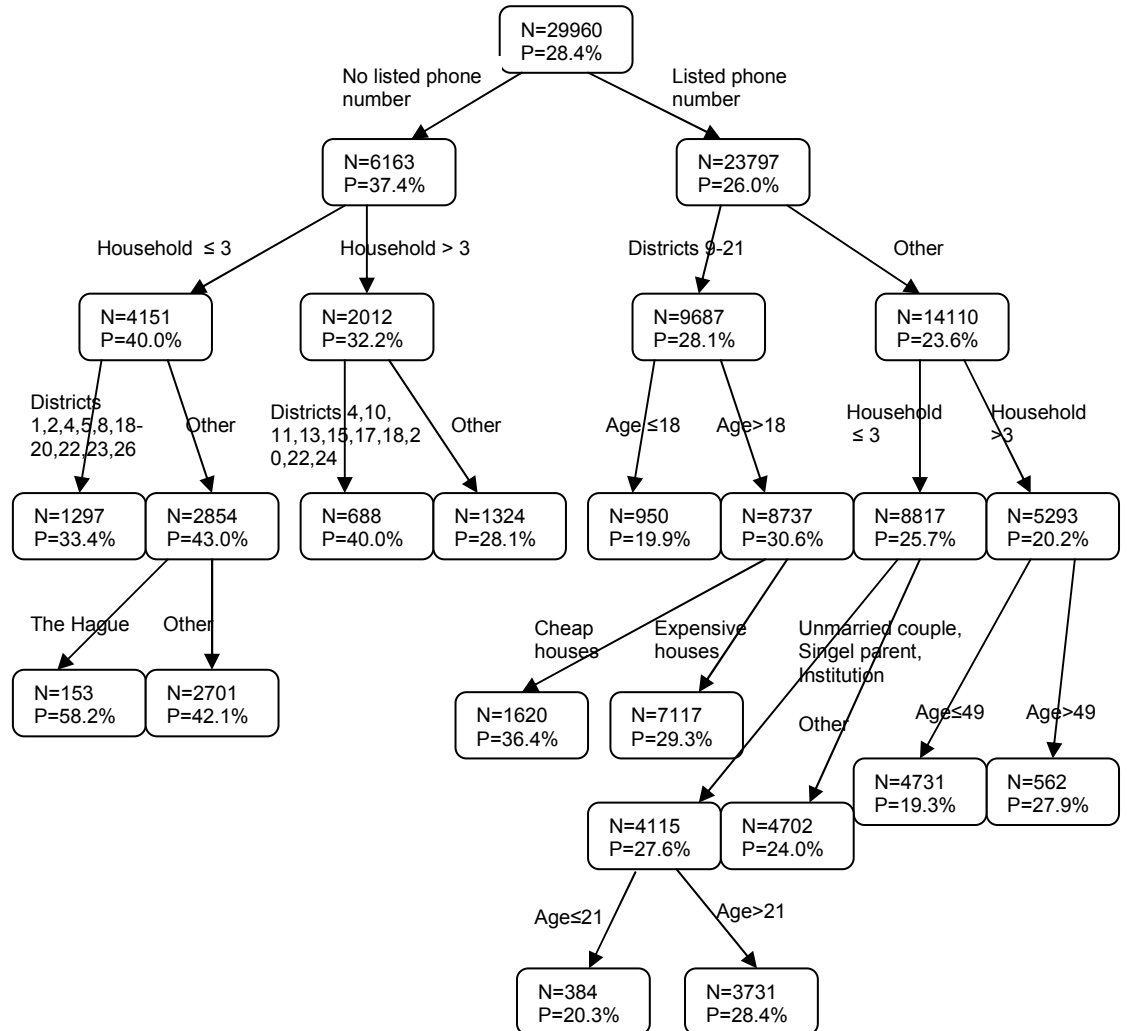 N=29960
P=28.4%
No listed phone
number
Listed phone
number
N=6163
P=37.4%
N=23797
P=26.0%
Household ≤ 3
Household > 3
Districts 9-21
Other
N=4151
P=40.0%
N=2012
P=32.2%
N=9687
P=28.1%
N=14110
P=23.6%
Districts
1,2,4,5,8,18-
20,22,23,26
Other
Districts 4,10,
11,13,15,17,18,2
0,22,24
Other
Age ≤18
Age>18
Household
≤ 3
Household
>3
N=1297
P=33.4%
N=2854
P=43.0%
N=688
P=40.0%
N=1324
P=28.1%
N=950
P=19.9%
N=8737
P=30.6%
N=8817
P=25.7%
N=5293
P=20.2%
The Hague
Other
Cheap
houses
Expensive
houses
Unmarried couple,
Singel parent,
Institution
Other
Age≤49
Age>49
N=153
P=58.2%
N=2701
P=42.1%
N=1620
P=36.4%
N=7117
P=29.3%
N=4731
P=19.3%
N=562
P=27.9%
N=4115
P=27.6%
N=4702
P=24.0%
Age≤21
Age>21
N=384
P=20.3%
N=3731
P=28.4%